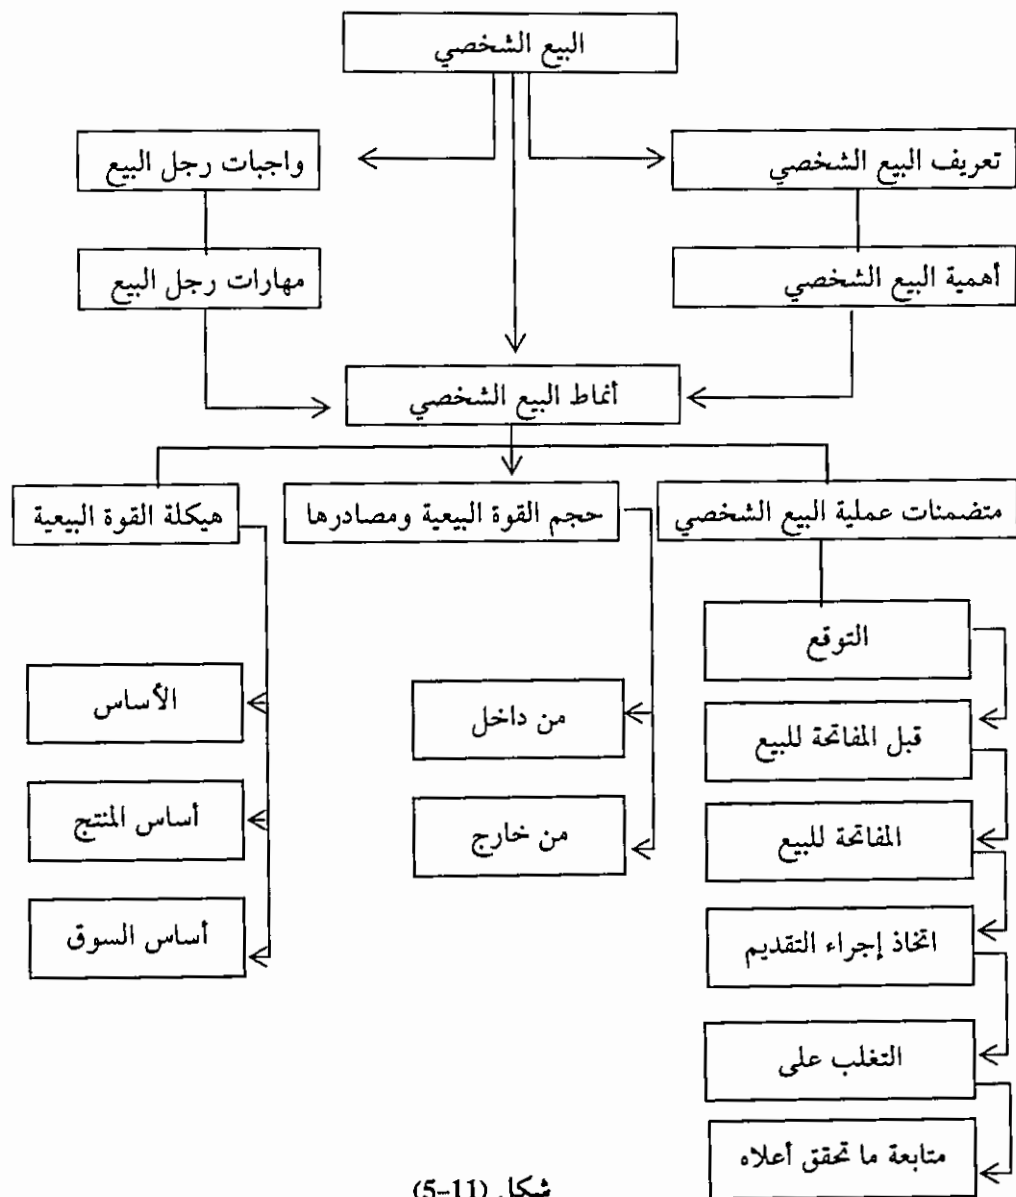 البيع الشخصي
تعريف البيع الشخصي
واجبات رجل البيع
أهمية البيع الشخصي
مهارات رجل البيع
أنماط البيع الشخصي
متضمنات عملية البيع الشخصي
حجم القوة البيعية ومصادرها
هيكلة القوة البيعية
التوقع
قبل المفاتحة للبيع
المفاتحة للبيع
اتخاذ إجراء التقديم
التغلب على
متابعة ما تحقق أعلاه
من داخل
من خارج
الأساس
أساس المنتج
أساس السوق
شكل (11-5)